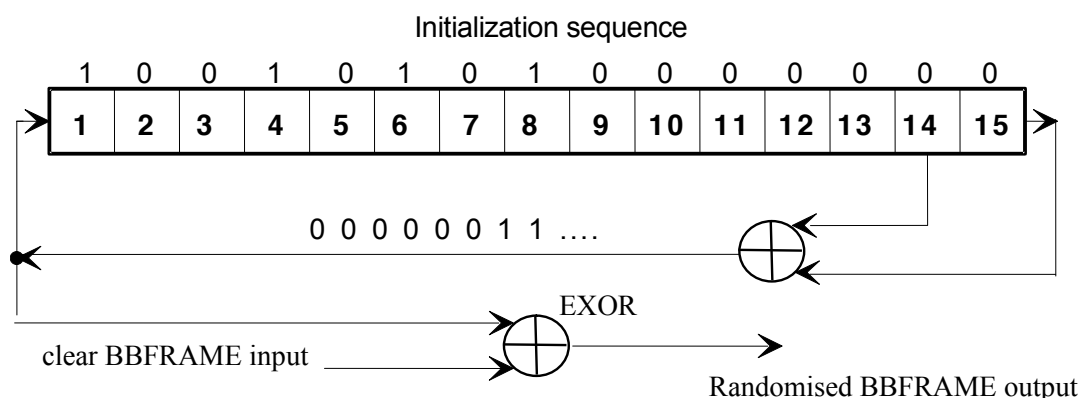 Initialization sequence
1 0 0 1 0 1 0 1 0 0 0 0 0 0 0
1 2 3 4 5 6 7 8 9 10 11 12 13 14 15
0 0 0 0 0 0 1 1 ....
EXOR
clear BBFRAME input
Randomised BBFRAME output